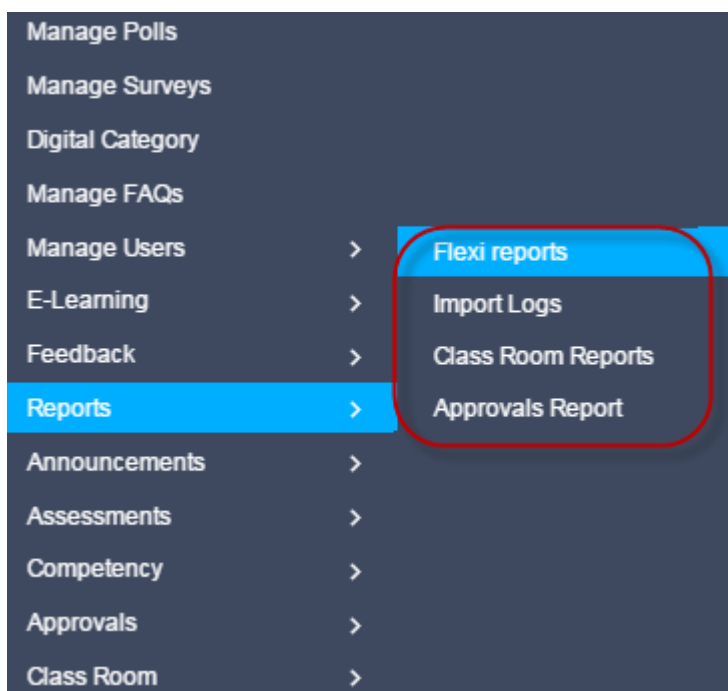 Manage Polls
Manage Surveys
Digital Category
Manage FAQs
Manage Users
E-Learning
Feedback
Reports
Announcements
Assessments
Competency
Approvals
Class Room
Flexi reports
Import Logs
Class Room Reports
Approvals Report